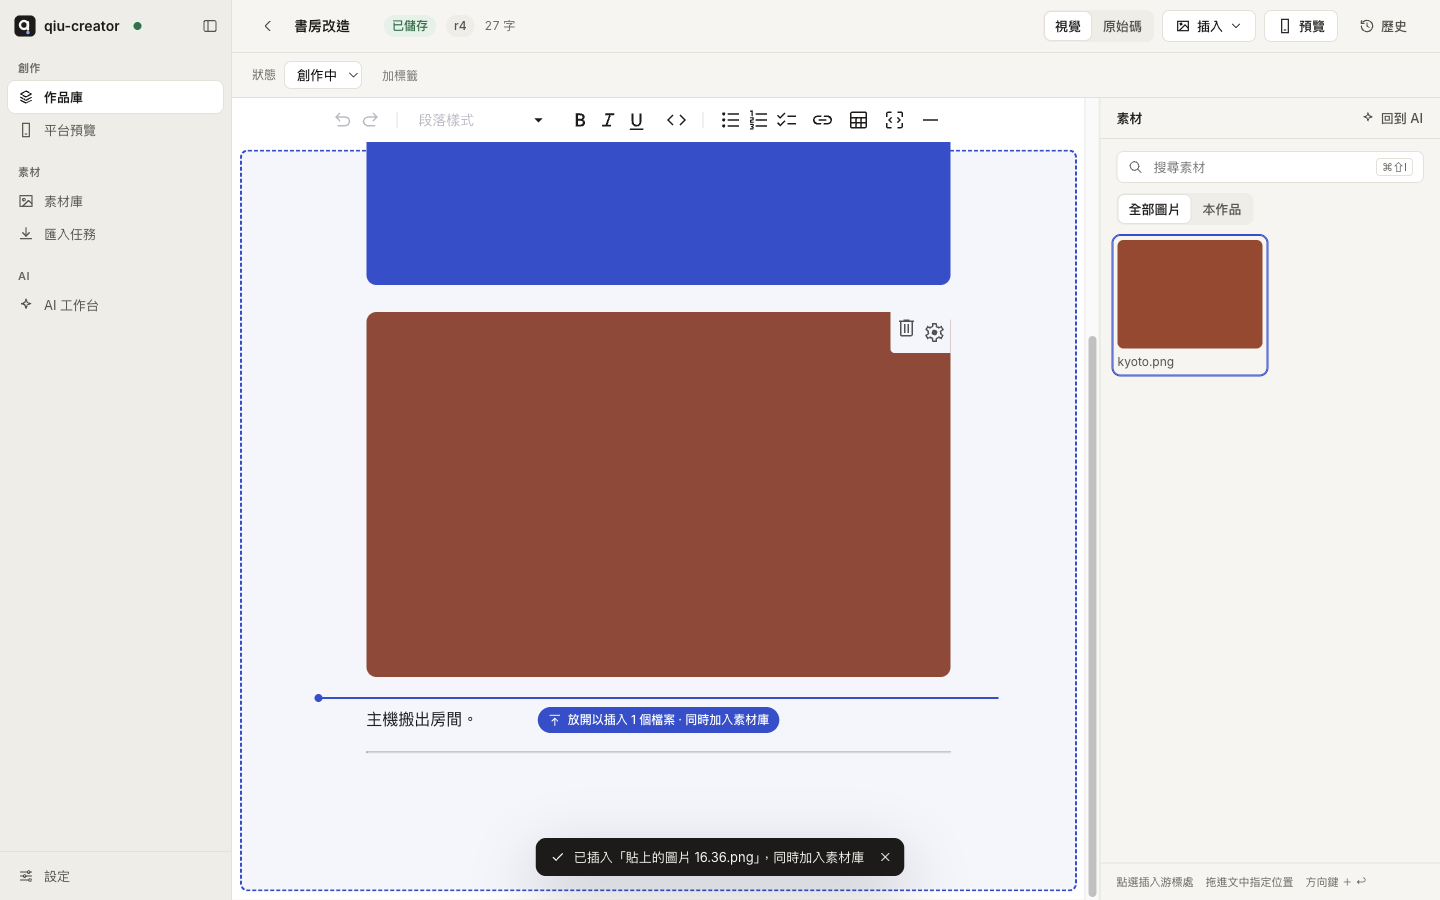 qiu-creator
書房改造
已儲存
r4
27 字
視覺
原始碼
插入
預覽
歷史
創作
作品庫
平台預覽
素材
素材庫
匯入任務
AI
AI 工作台
設定
狀態
創作中
加標籤
段落樣式
主機搬出房間。
放開以插入 1 個檔案 · 同時加入素材庫
已插入「貼上的圖片 16.36.png」，同時加入素材庫
素材
回到 AI
搜尋素材
⌘⇧I
全部圖片
本作品
kyoto.png
點選插入游標處 拖進文中指定位置 方向鍵 + ↩